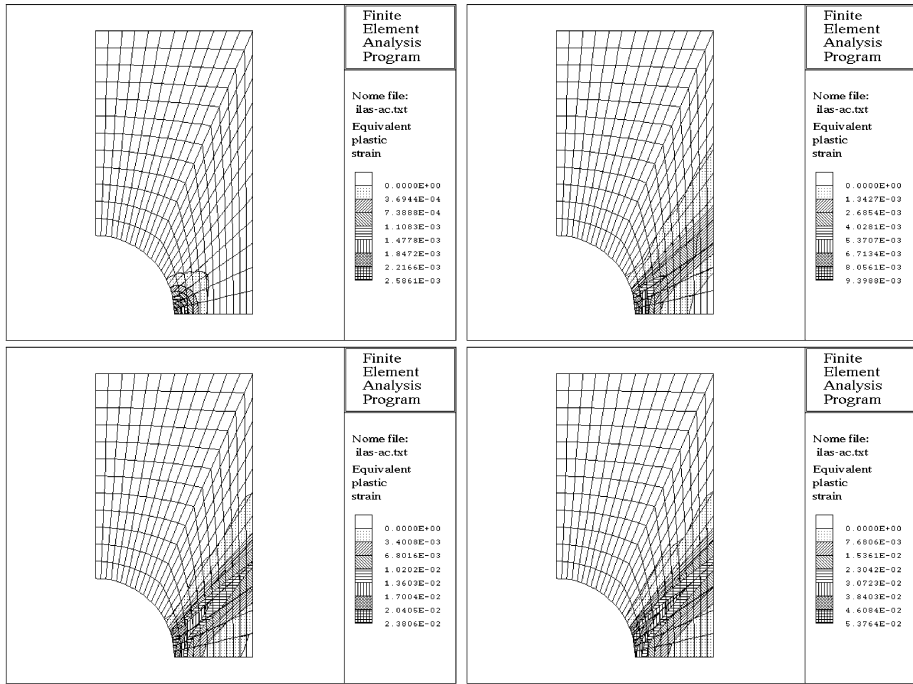 Finite
Element
Analysis
Program
Nome file:
ilas-ac.txt
Equivalent
plastic
strain
0.0000E+00
3.6944E-04
7.3888E-04
1.1083E-03
1.4778E-03
1.8472E-03
2.2166E-03
2.5861E-03
Finite
Element
Analysis
Program
Nome file:
ilas-ac.txt
Equivalent
plastic
strain
0.0000E+00
1.3427E-03
2.6854E-03
4.0281E-03
5.3707E-03
6.7134E-03
8.0561E-03
9.3988E-03
Finite
Element
Analysis
Program
Nome file:
ilas-ac.txt
Equivalent
plastic
strain
0.0000E+00
3.4008E-03
6.8016E-03
1.0202E-02
1.3603E-02
1.7004E-02
2.0405E-02
2.3806E-02
Finite
Element
Analysis
Program
Nome file:
ilas-ac.txt
Equivalent
plastic
strain
0.0000E+00
7.6806E-03
1.5361E-02
2.3042E-02
3.0723E-02
3.8403E-02
4.6084E-02
5.3764E-02